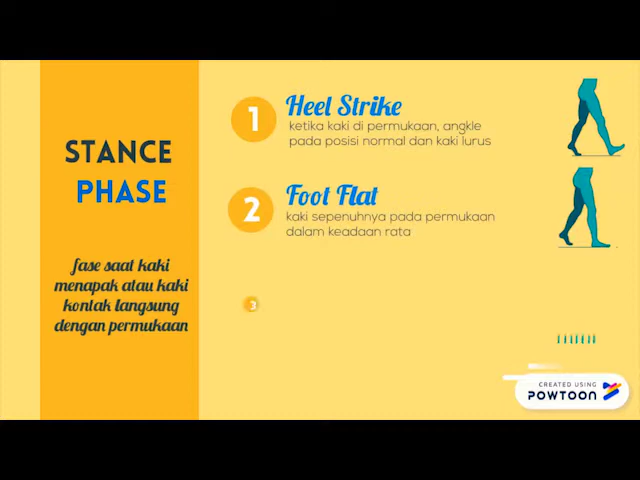 STANCE
PHASE
fase saat kaki
menapak atau kaki
kontak langsung
dengan permukaan
1
Heel Strike
ketika kaki di permukaan, angkle
pada posisi normal dan kaki lurus
2
Foot Flat
kaki sepenuhnya pada permukaan
dalam keadaan rata
3
CREATED USING
POWTOON